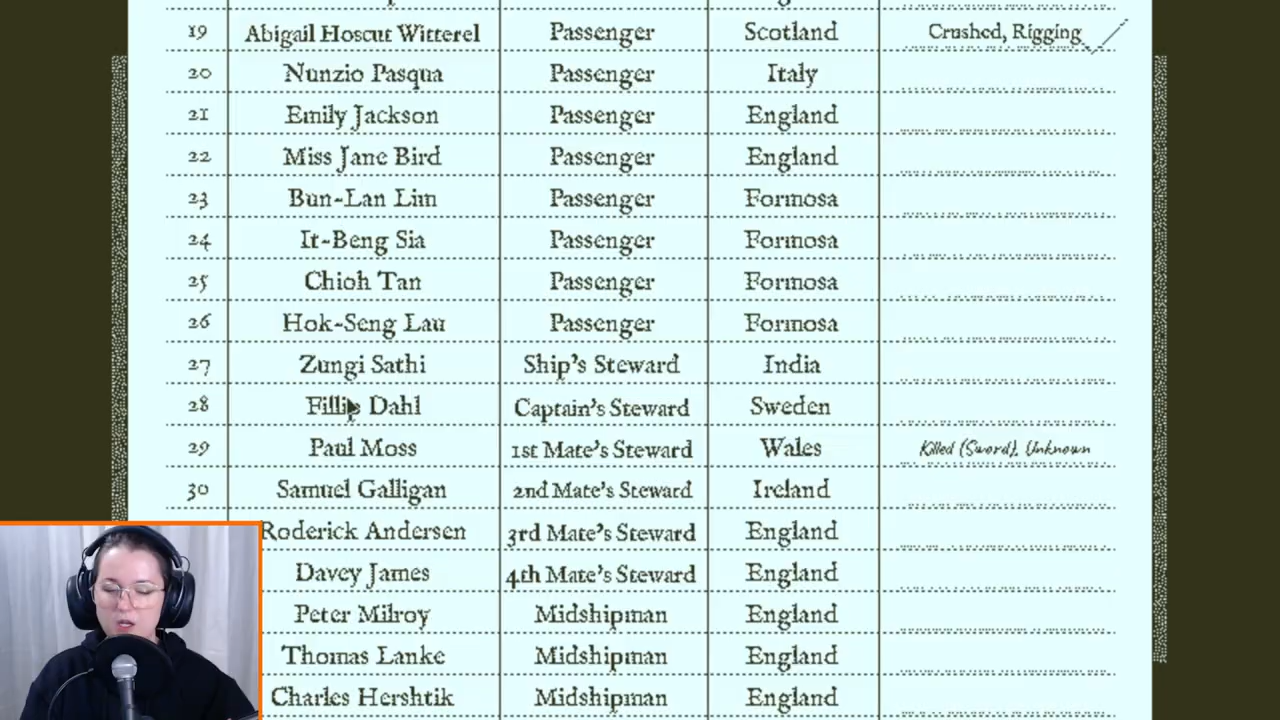 19 Abigail Hoscut Witterel Passenger Scotland Crushed, Rigging
20 Nunzio Pasqua Passenger Italy
21 Emily Jackson Passenger England
22 Miss Jane Bird Passenger England
23 Bun-Lan Lim Passenger Formosa
24 It-Beng Sia Passenger Formosa
25 Chioh Tan Passenger Formosa
26 Hok-Seng Lau Passenger Formosa
27 Zungi Sathi Ship's Steward India
28 Fillip Dahl Captain's Steward Sweden
29 Paul Moss 1st Mate's Steward Wales Killed (Sword), Unknown
30 Samuel Galligan 2nd Mate's Steward Ireland
Roderick Andersen 3rd Mate's Steward England
Davey James 4th Mate's Steward England
Peter Milroy Midshipman England
Thomas Lanke Midshipman England
Charles Hershtik Midshipman England